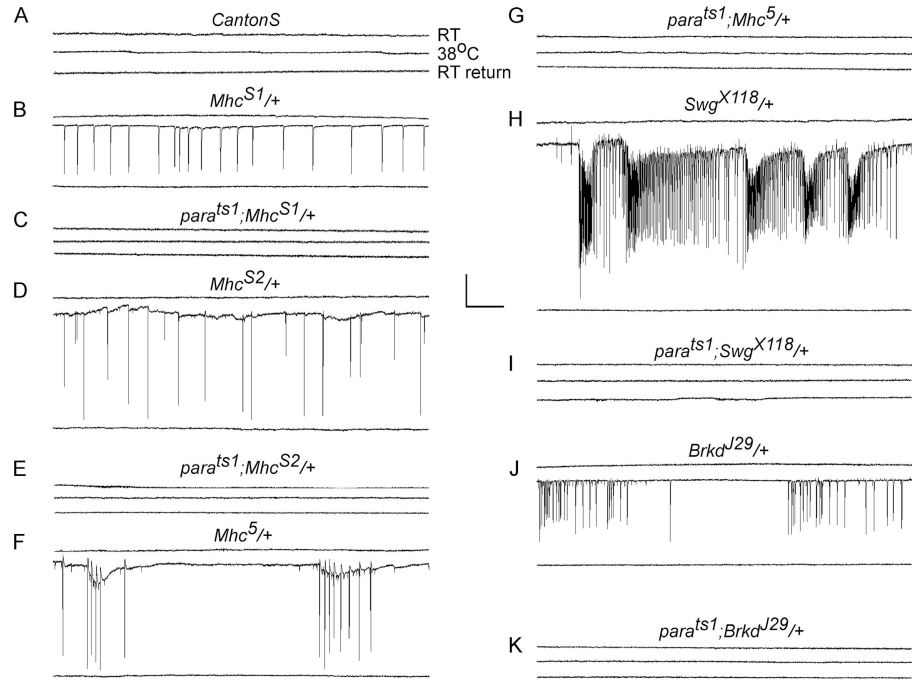 A
CantonS
RT
38°C
RT return
B
Mhc^S1/+
C
para^ts1;Mhc^S1/+
D
Mhc^S2/+
E
para^ts1;Mhc^S2/+
F
Mhc^5/+
G
para^ts1;Mhc^5/+
H
Swg^X118/+
I
para^ts1;Swg^X118/+
J
Brkd^J29/+
K
para^ts1;Brkd^J29/+